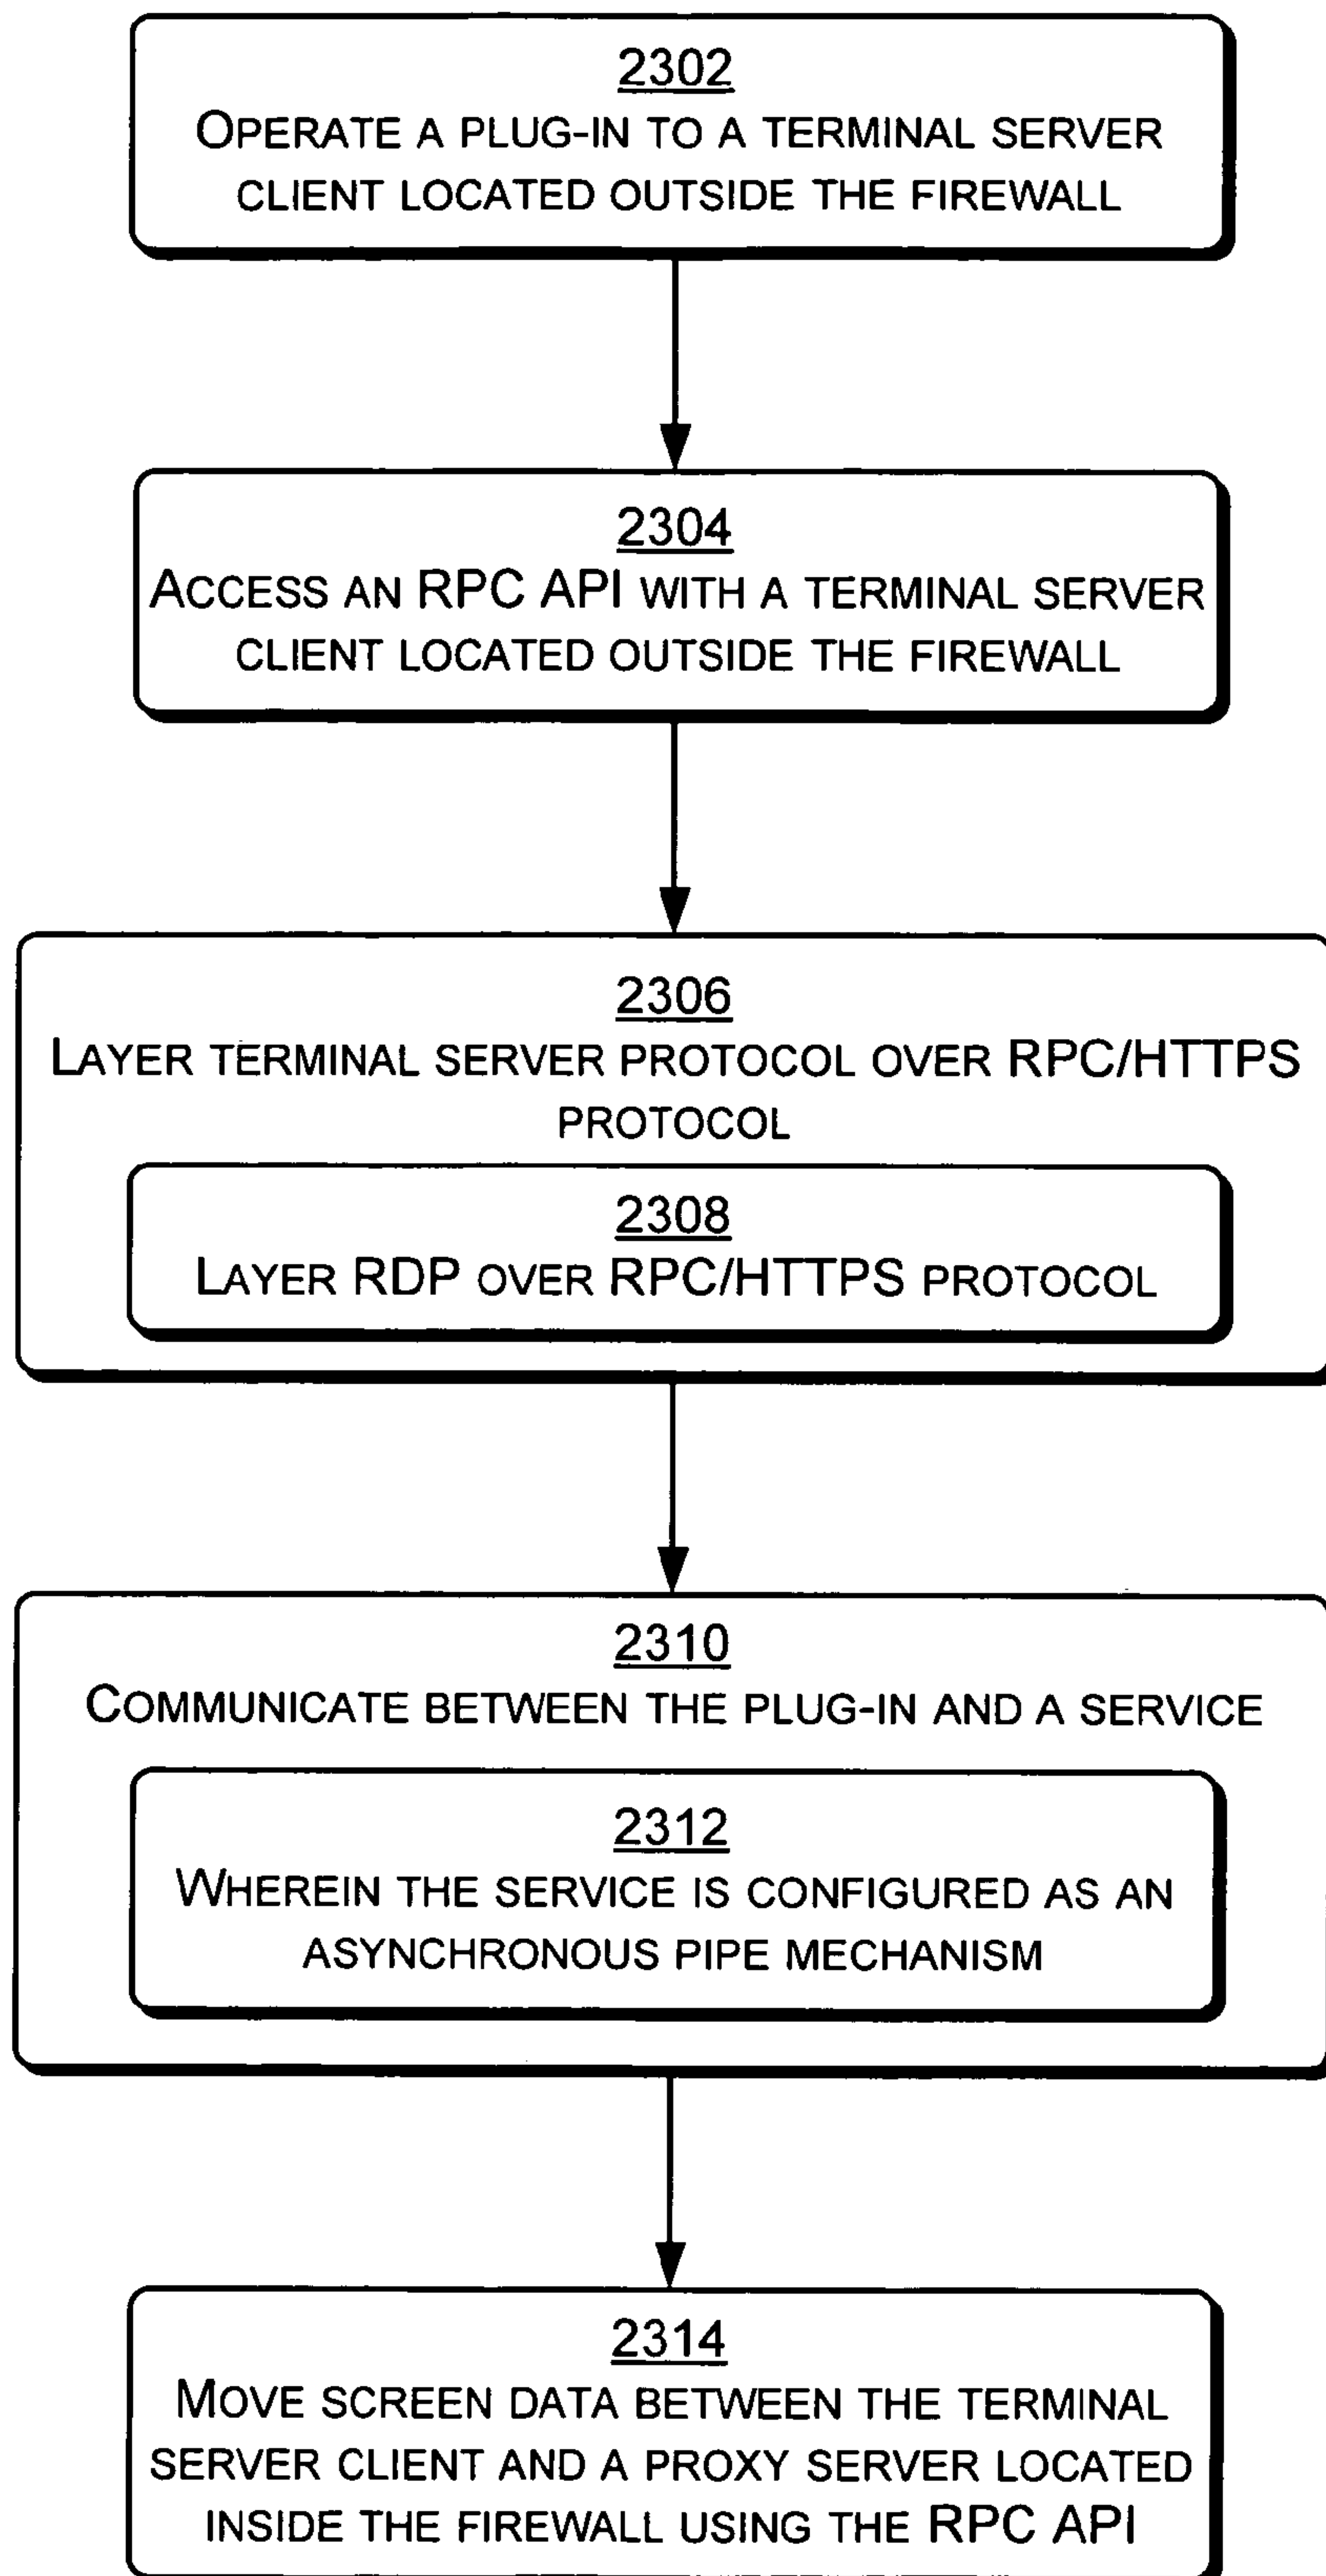 2302
OPERATE A PLUG-IN TO A TERMINAL SERVER
CLIENT LOCATED OUTSIDE THE FIREWALL
2304
ACCESS AN RPC API WITH A TERMINAL SERVER
CLIENT LOCATED OUTSIDE THE FIREWALL
2306
LAYER TERMINAL SERVER PROTOCOL OVER RPC/HTTPS
PROTOCOL
2308
LAYER RDP OVER RPC/HTTPS PROTOCOL
2310
COMMUNICATE BETWEEN THE PLUG-IN AND A SERVICE
2312
WHEREIN THE SERVICE IS CONFIGURED AS AN
ASYNCHRONOUS PIPE MECHANISM
2314
MOVE SCREEN DATA BETWEEN THE TERMINAL
SERVER CLIENT AND A PROXY SERVER LOCATED
INSIDE THE FIREWALL USING THE RPC API